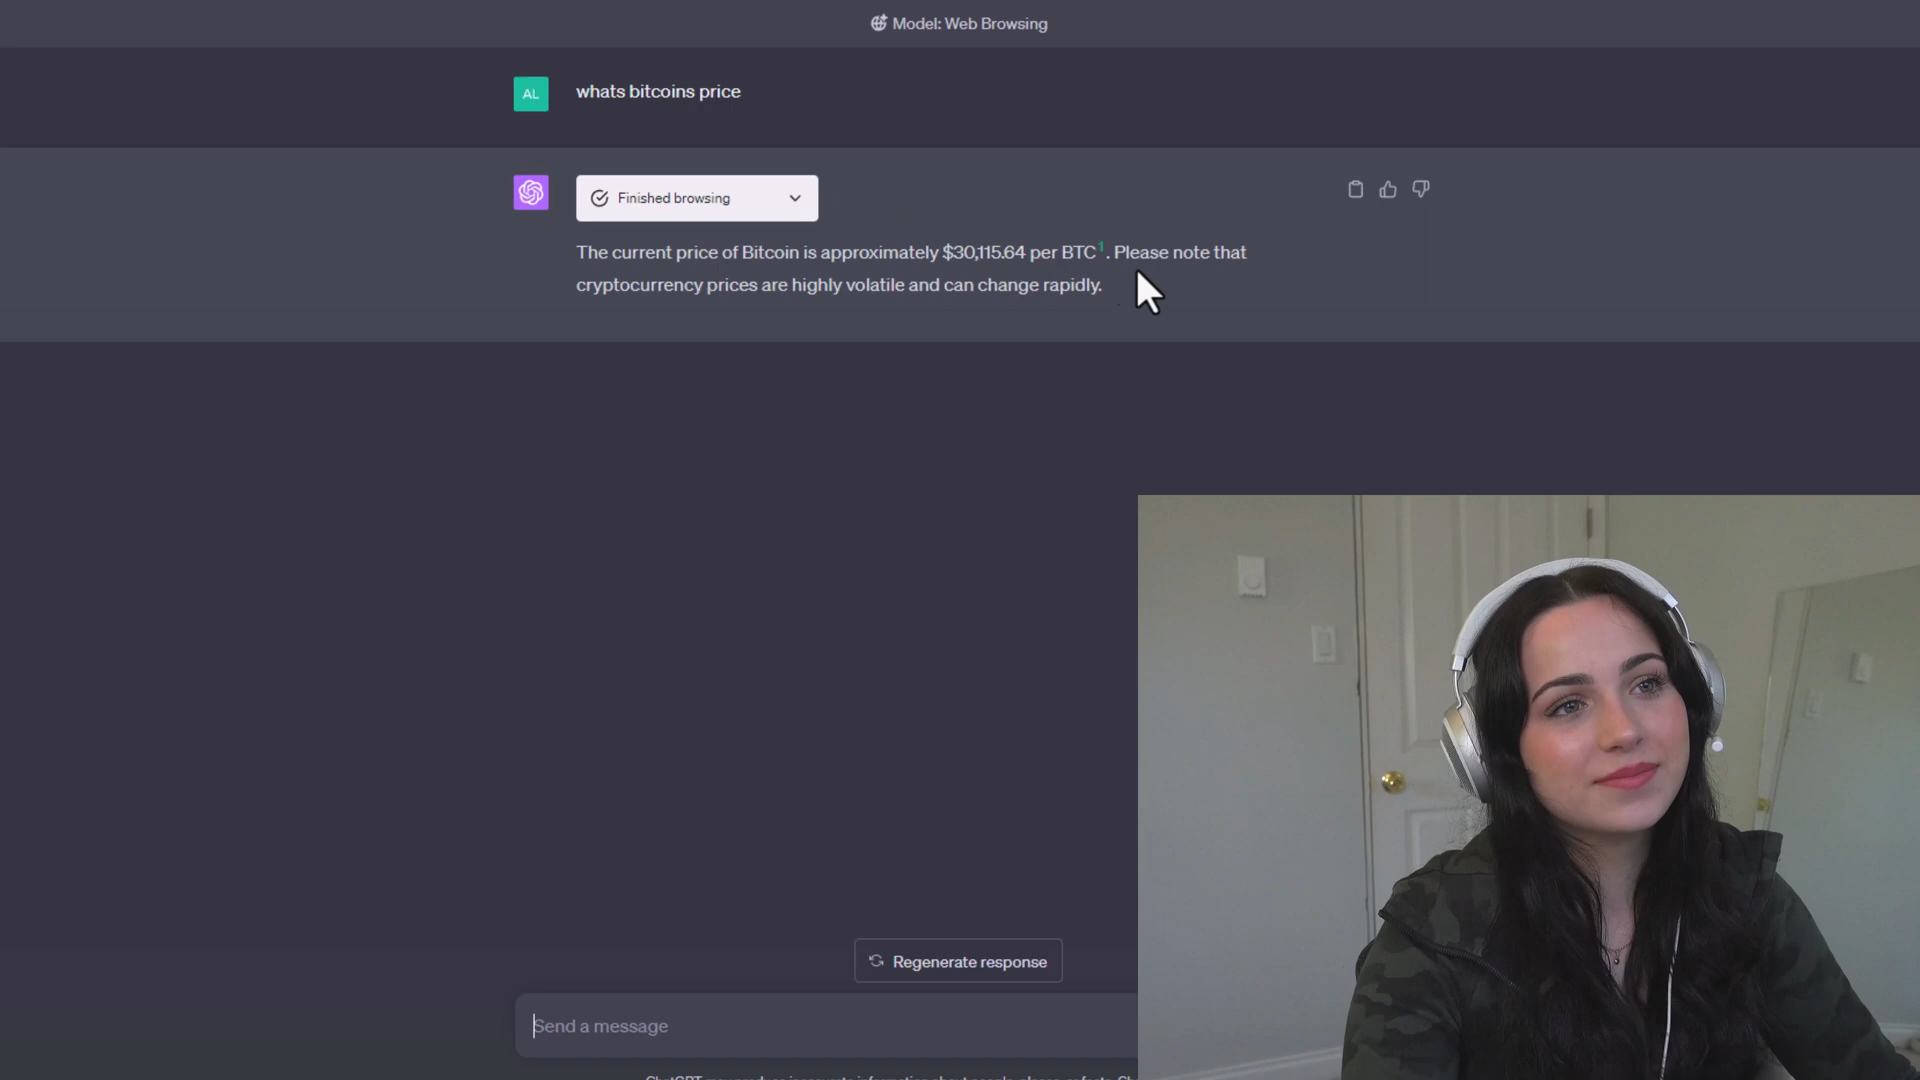 Model: Web Browsing
AL
whats bitcoins price
Finished browsing
The current price of Bitcoin is approximately $30,115.64 per BTC¹. Please note that
cryptocurrency prices are highly volatile and can change rapidly.
Regenerate response
Send a message